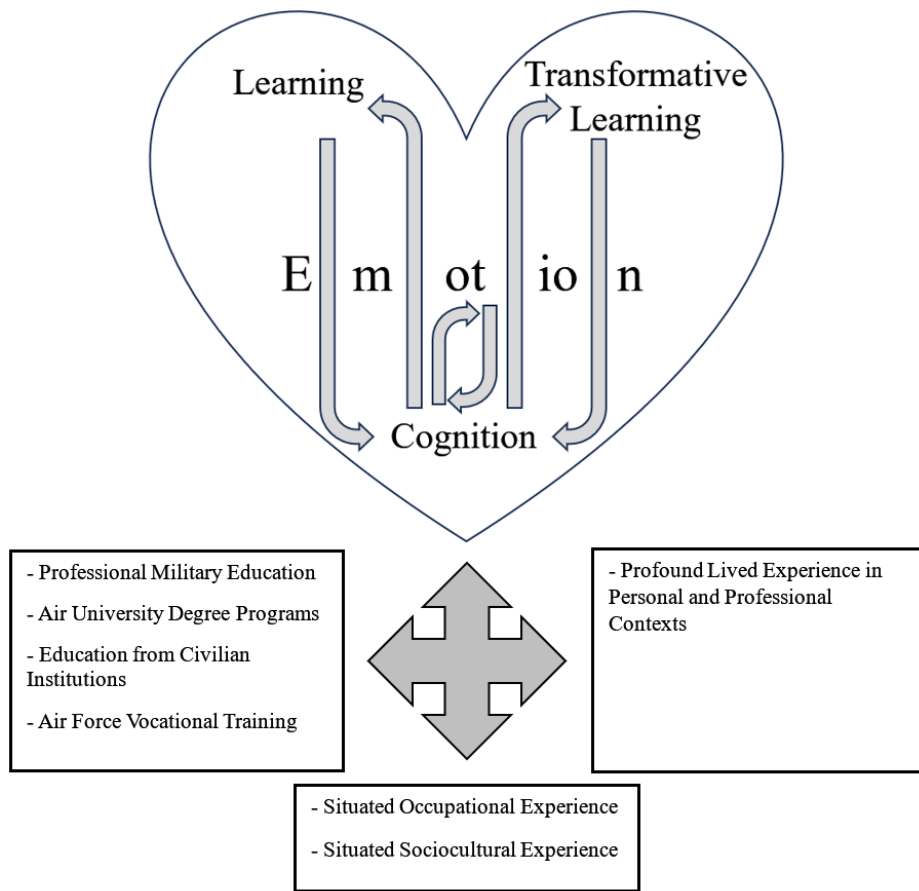 Learning
Transformative
Learning
E m ot io n
Cognition
- Professional Military Education
- Air University Degree Programs
- Education from Civilian
Institutions
- Air Force Vocational Training
- Profound Lived Experience in
Personal and Professional
Contexts
- Situated Occupational Experience
- Situated Sociocultural Experience